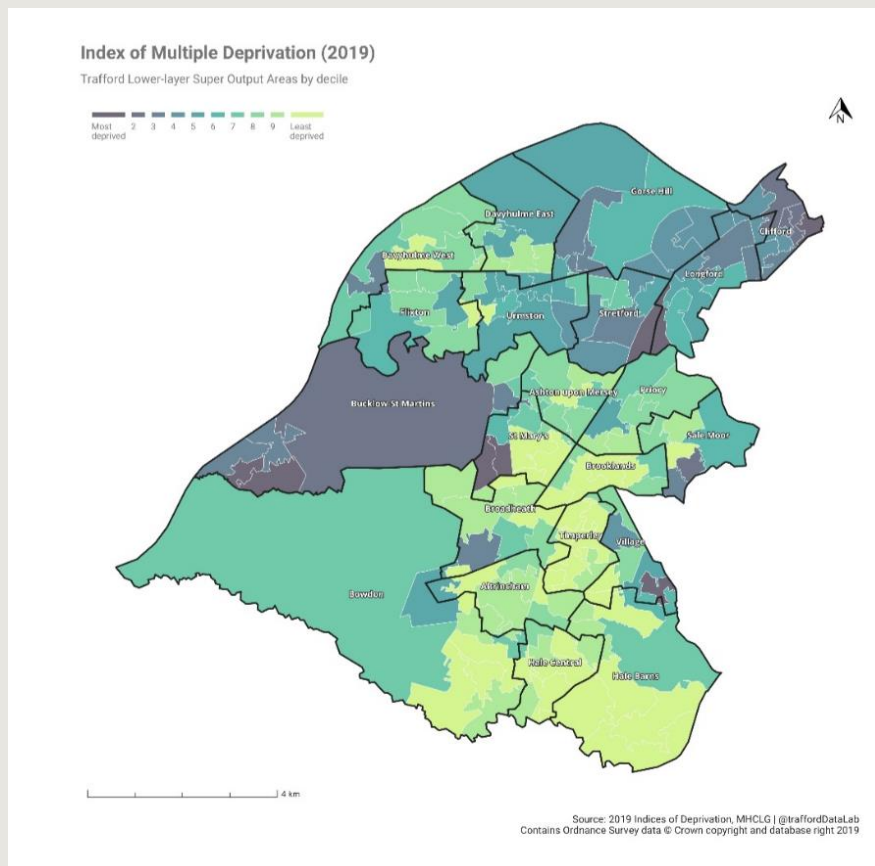 Index of Multiple Deprivation (2019)
Trafford Lower-layer Super Output Areas by decile
Most deprived 2 3 4 5 6 7 8 9 Least deprived
N
Gorse Hill
Davyhulme East
Clifford
Davyhulme West
Longford
Flixton
Urmston
Stretford
Bucklow St Martins
Ashton upon Mersey
Priory
St Mary's
Sale Moor
Brooklands
Broadheath
Timperley
Village
Altrincham
Bowdon
Hale Central
Hale Barns
4 km
Source: 2019 Indices of Deprivation, MHCLG | @traffordDataLab
Contains Ordnance Survey data © Crown copyright and database right 2019